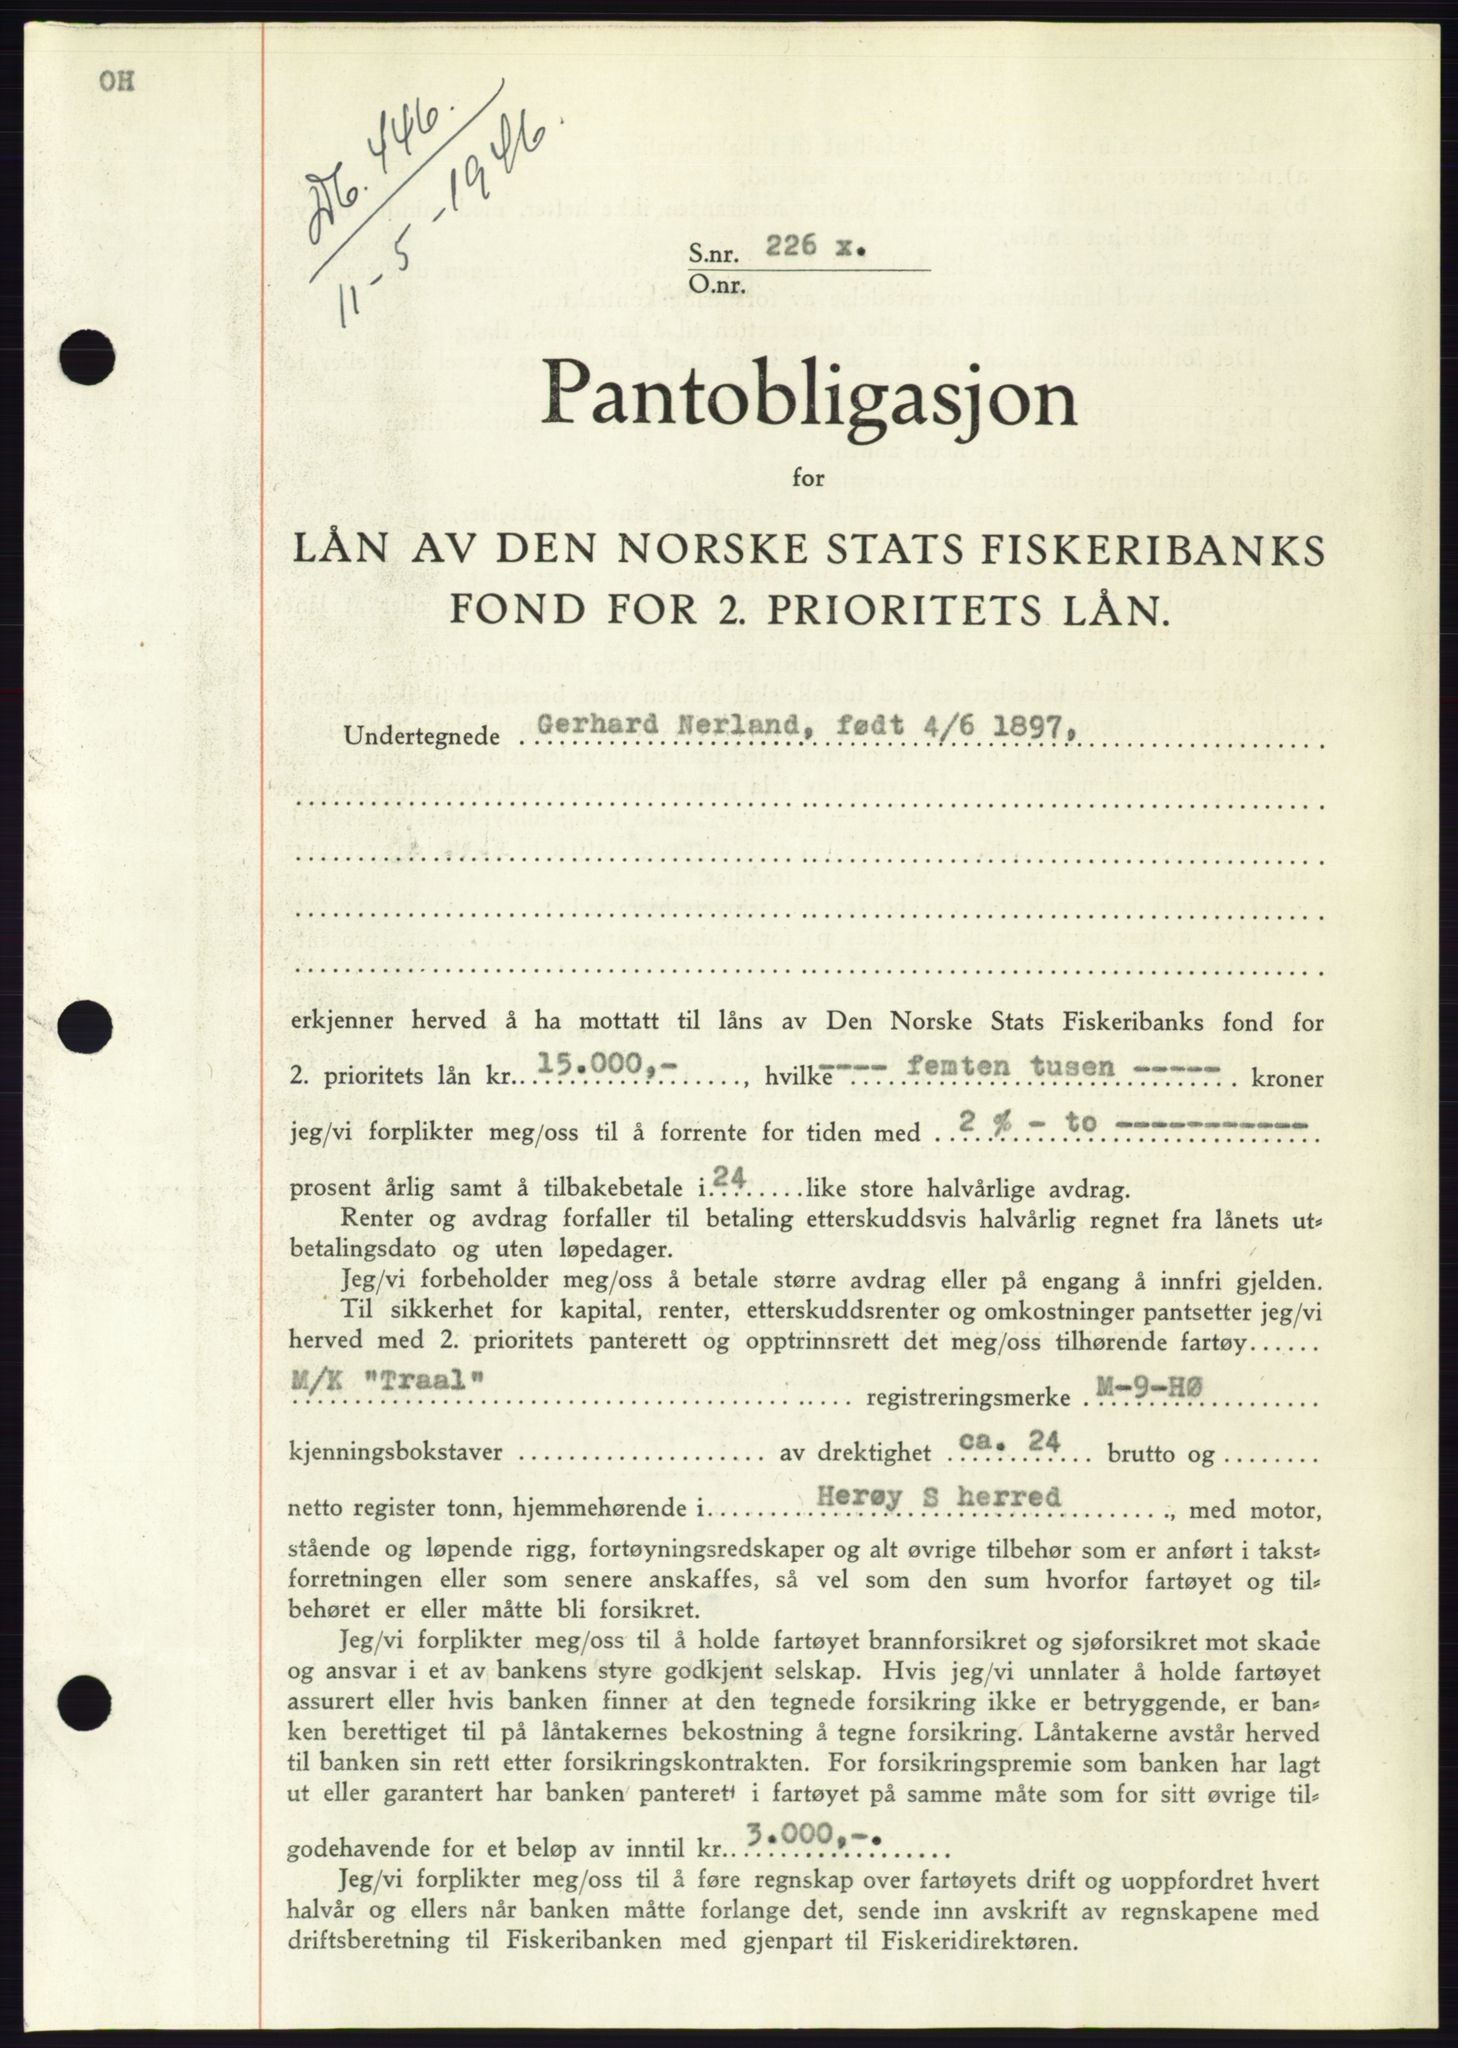 OH
446.
11-5-1946.
S.nr. 226 x.
O.nr.
Pantobligasjon
for
LÅN AV DEN NORSKE STATS FISKERIBANKS
FOND FOR 2. PRIORITETS LÅN.
Undertegnede Gerhard Nerland, født 4/6 1897,
erkjenner herved å ha mottatt til låns av Den Norske Stats Fiskeribanks fond for
2. prioritets lån kr. 15.000,- , hvilke ---- femten tusen ----- kroner
jeg/vi forplikter meg/oss til å forrente for tiden med 2 % - to -----------
prosent årlig samt å tilbakebetale i 24 like store halvårlige avdrag.
Renter og avdrag forfaller til betaling etterskuddsvis halvårlig regnet fra lånets ut-
betalingsdato og uten løpedager.
Jeg/vi forbeholder meg/oss å betale større avdrag eller på engang å innfri gjelden.
Til sikkerhet for kapital, renter, etterskuddsrenter og omkostninger pantsetter jeg/vi
herved med 2. prioritets panterett og opptrinnsrett det meg/oss tilhørende fartøy......
M/K "Traal" registreringsmerke M-9-HØ
kjenningsbokstaver .................... av drektighet ca. 24 brutto og ........
netto register tonn, hjemmehørende i Herøy S herred , med motor,
stående og løpende rigg, fortøyningsredskaper og alt øvrige tilbehør som er anført i takst-
forretningen eller som senere anskaffes, så vel som den sum hvorfor fartøyet og til-
behøret er eller måtte bli forsikret.
Jeg/vi forplikter meg/oss til å holde fartøyet brannforsikret og sjøforsikret mot skade
og ansvar i et av bankens styre godkjent selskap. Hvis jeg/vi unnlater å holde fartøyet
assurert eller hvis banken finner at den tegnede forsikring ikke er betryggende, er ban-
ken berettiget til på låntakernes bekostning å tegne forsikring. Låntakerne avstår herved
til banken sin rett etter forsikringskontrakten. For forsikringspremie som banken har lagt
ut eller garantert har banken panterett i fartøyet på samme måte som for sitt øvrige til-
godehavende for et beløp av inntil kr. 3.000,-.
Jeg/vi forplikter meg/oss til å føre regnskap over fartøyets drift og uoppfordret hvert
halvår og ellers når banken måtte forlange det, sende inn avskrift av regnskapene med
driftsberetning til Fiskeribanken med gjenpart til Fiskeridirektøren.